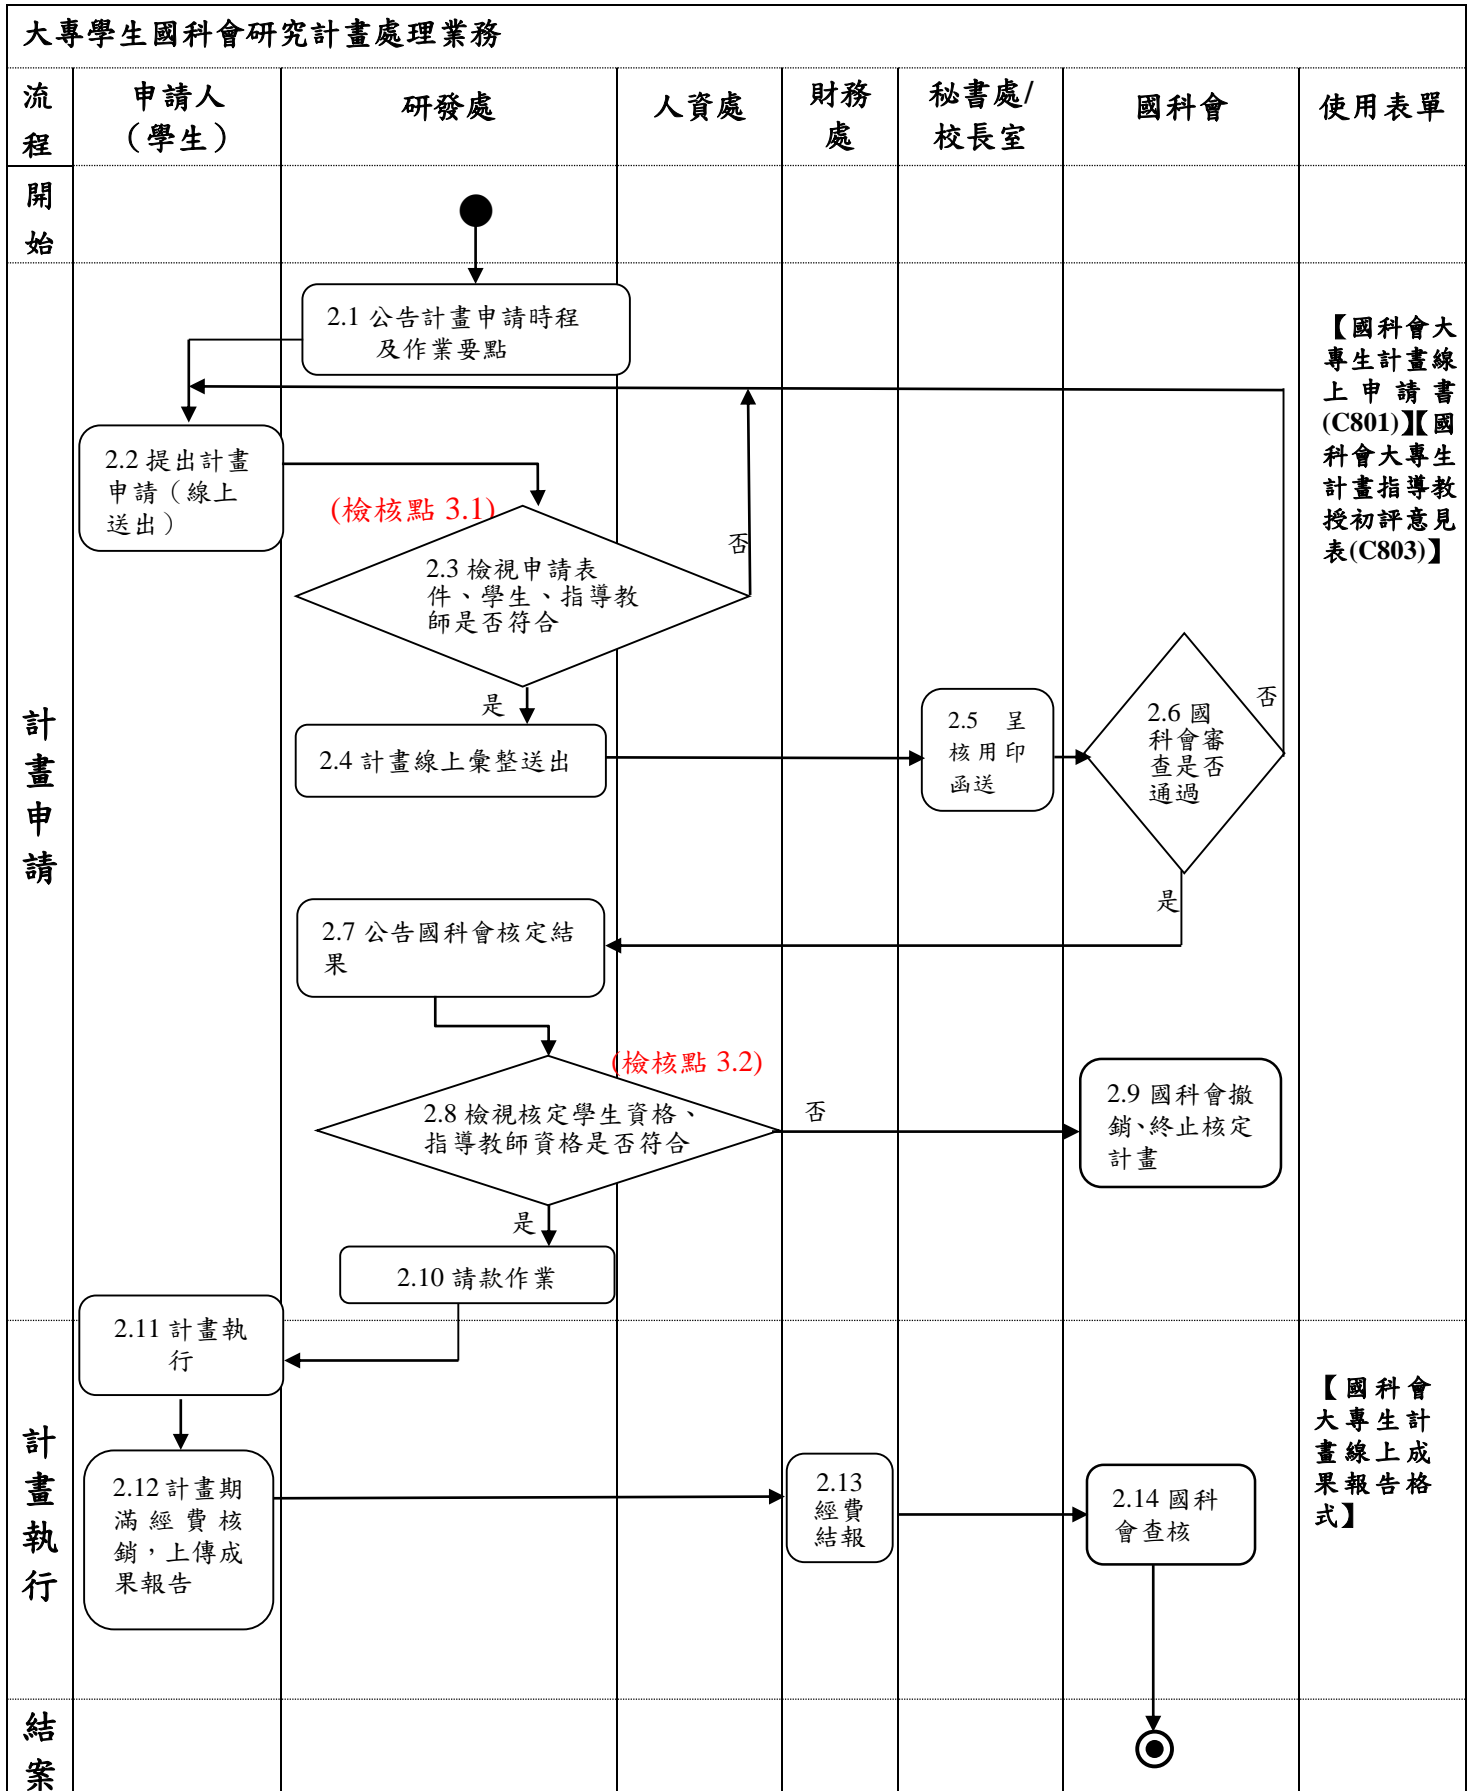 大專學生國科會研究計畫處理業務
流
程
申請人
（學生）
研發處
人資處
財務
處
秘書處/
校長室
國科會
使用表單
開
始
2.1 公告計畫申請時程
及作業要點
【國科會大
專生計畫線
上申請書
(C801)】【國
科會大專生
計畫指導教
授初評意見
表(C803)】
2.2 提出計畫
申請（線上
送出）
(檢核點 3.1)
否
2.3 檢視申請表
件、學生、指導教
師是否符合
是
計
畫
申
請
2.4 計畫線上彙整送出
2.5 呈
核用印
函送
2.6 國
科會審
查是否
通過
否
是
2.7 公告國科會核定結
果
(檢核點 3.2)
2.8 檢視核定學生資格、
指導教師資格是否符合
否
2.9 國科會撤
銷、終止核定
計畫
是
2.10 請款作業
2.11 計畫執
行
計
畫
執
行
2.12 計畫期
滿經費核
銷，上傳成
果報告
2.13
經費
結報
2.14 國科
會查核
【國科會
大專生計
畫線上成
果報告格
式】
結
案